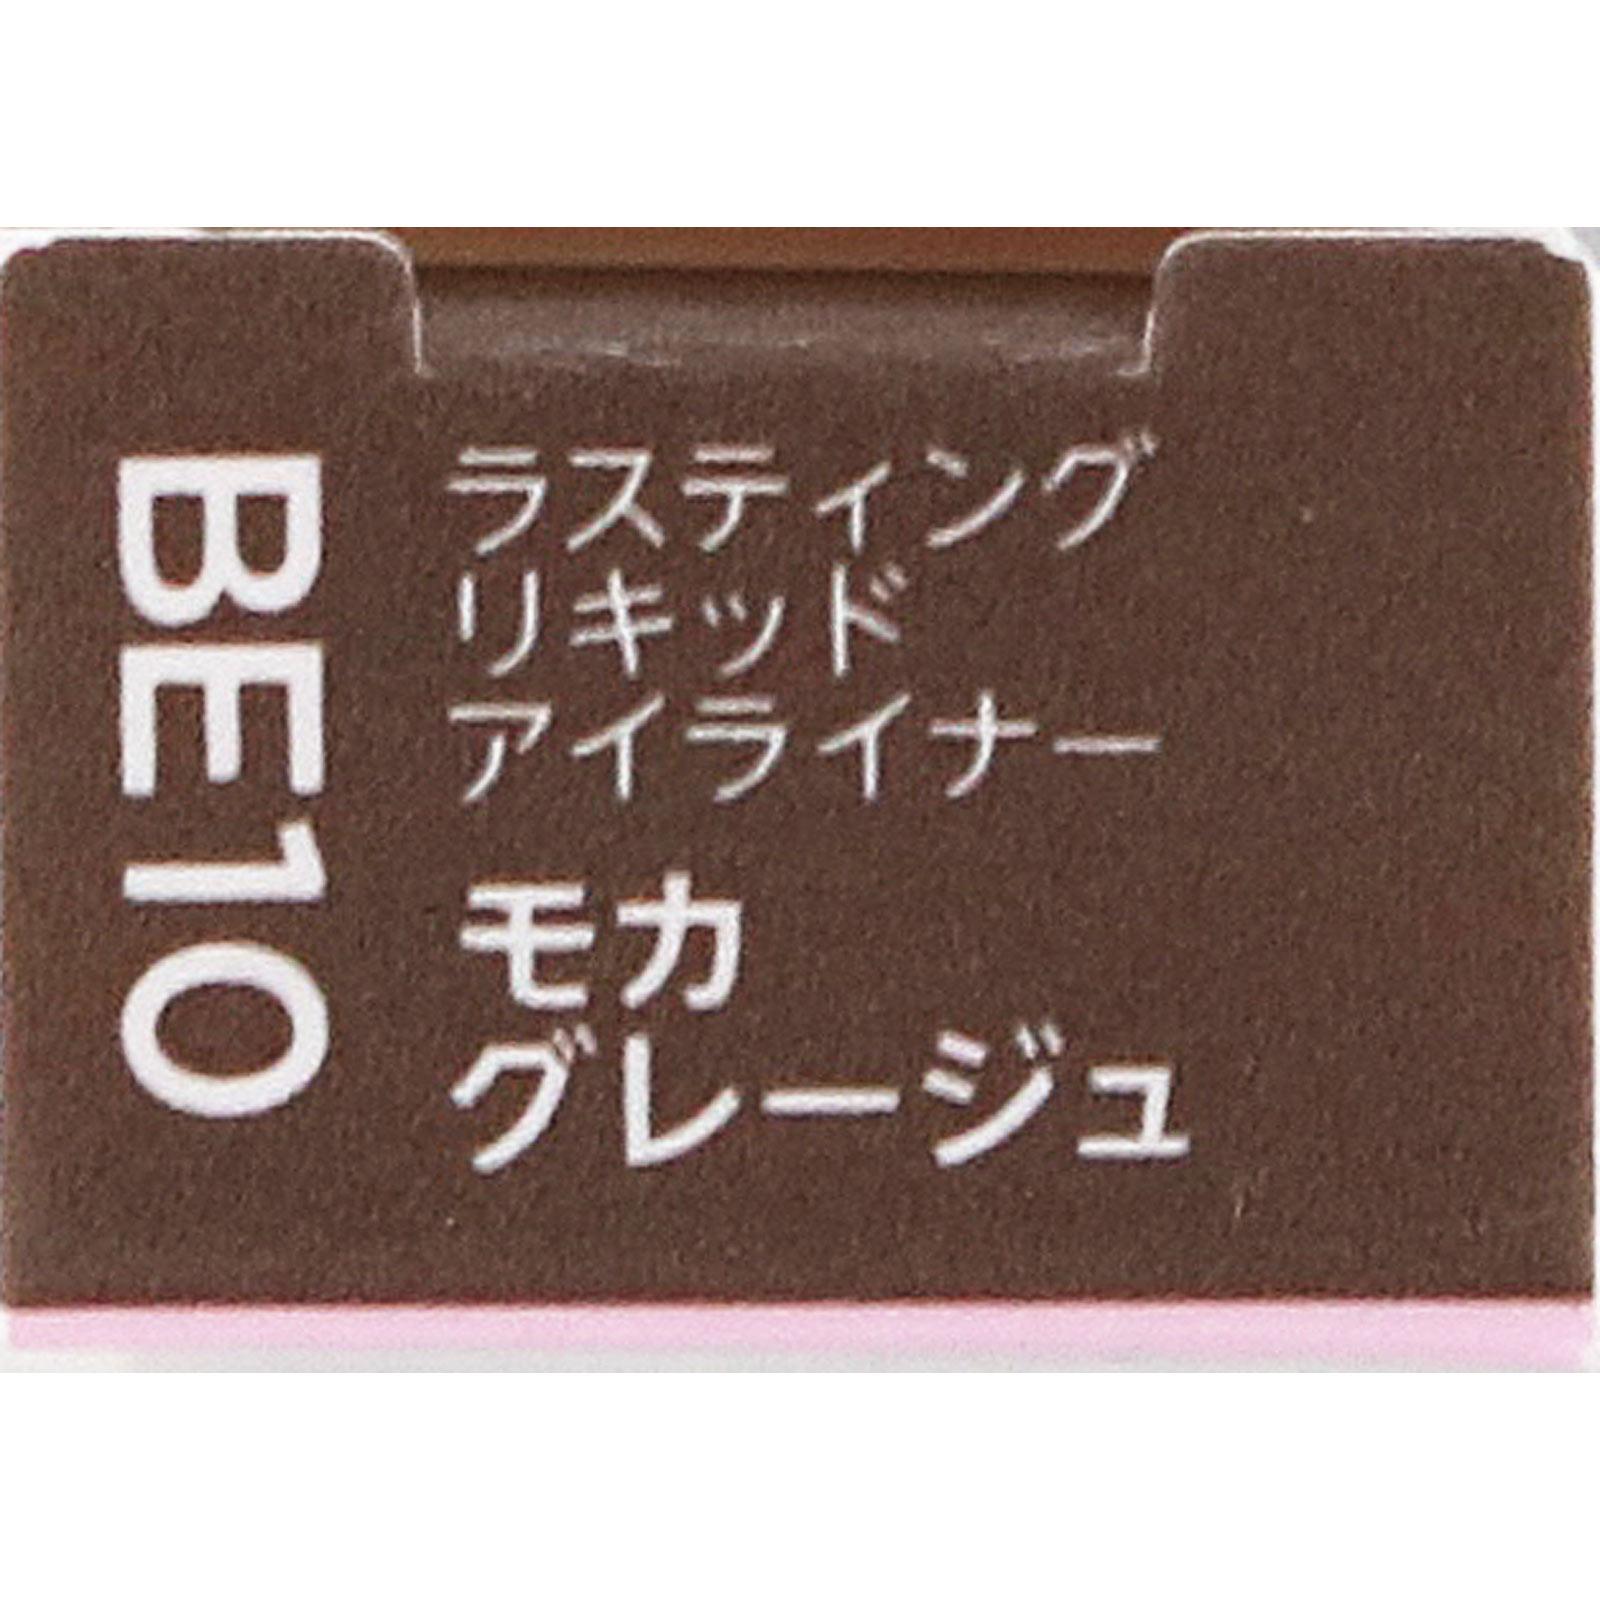 BE10
ラスティング
リキッド
アイライナー
モカ
グレージュ